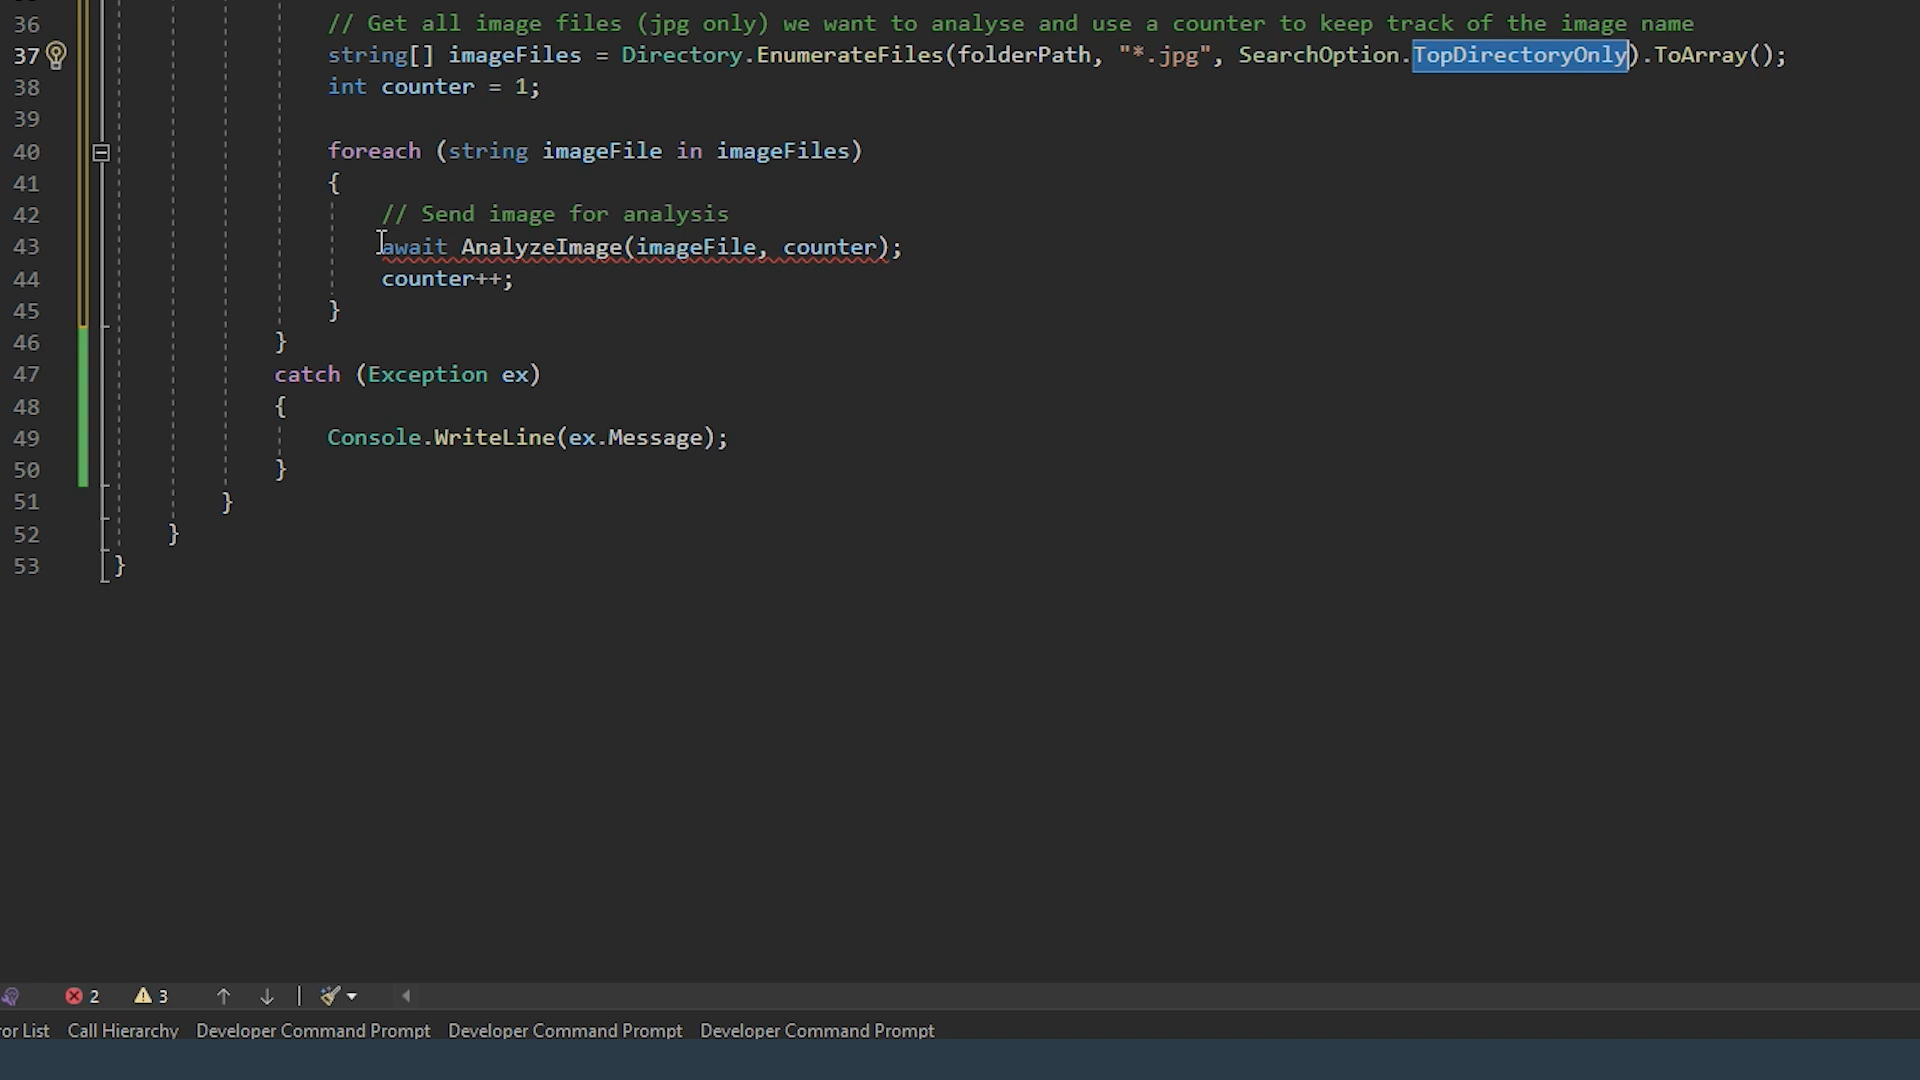 36 // Get all image files (jpg only) we want to analyse and use a counter to keep track of the image name
37 string[] imageFiles = Directory.EnumerateFiles(folderPath, "*.jpg", SearchOption.TopDirectoryOnly).ToArray();
38 int counter = 1;
39
40 foreach (string imageFile in imageFiles)
41 {
42 // Send image for analysis
43 await AnalyzeImage(imageFile, counter);
44 counter++;
45 }
46 }
47 catch (Exception ex)
48 {
49 Console.WriteLine(ex.Message);
50 }
51 }
52 }
53 }
2 3
or List Call Hierarchy Developer Command Prompt Developer Command Prompt Developer Command Prompt